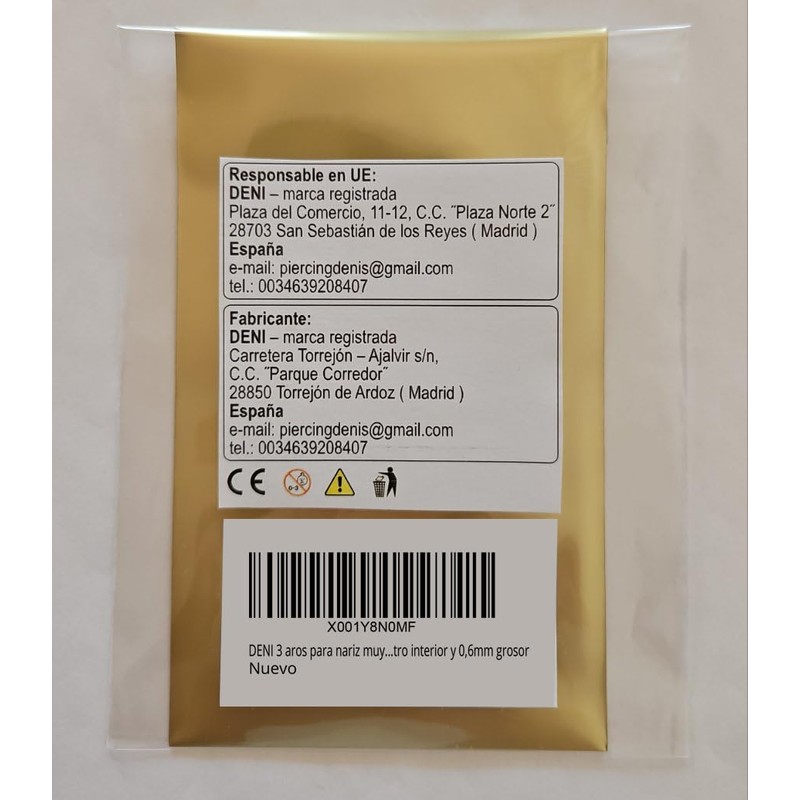 Responsable en UE:
DENI – marca registrada
Plaza del Comercio, 11-12, C.C. ˝Plaza Norte 2˝
28703 San Sebastián de los Reyes ( Madrid )
España
e-mail: piercingdenis@gmail.com
tel.: 0034639208407
Fabricante:
DENI – marca registrada
Carretera Torrejón – Ajalvir s/n,
C.C. ˝Parque Corredor˝
28850 Torrejón de Ardoz ( Madrid )
España
e-mail: piercingdenis@gmail.com
tel.: 0034639208407
CE 0-3
X001Y8N0MF
DENI 3 aros para nariz muy...tro interior y 0,6mm grosor
Nuevo